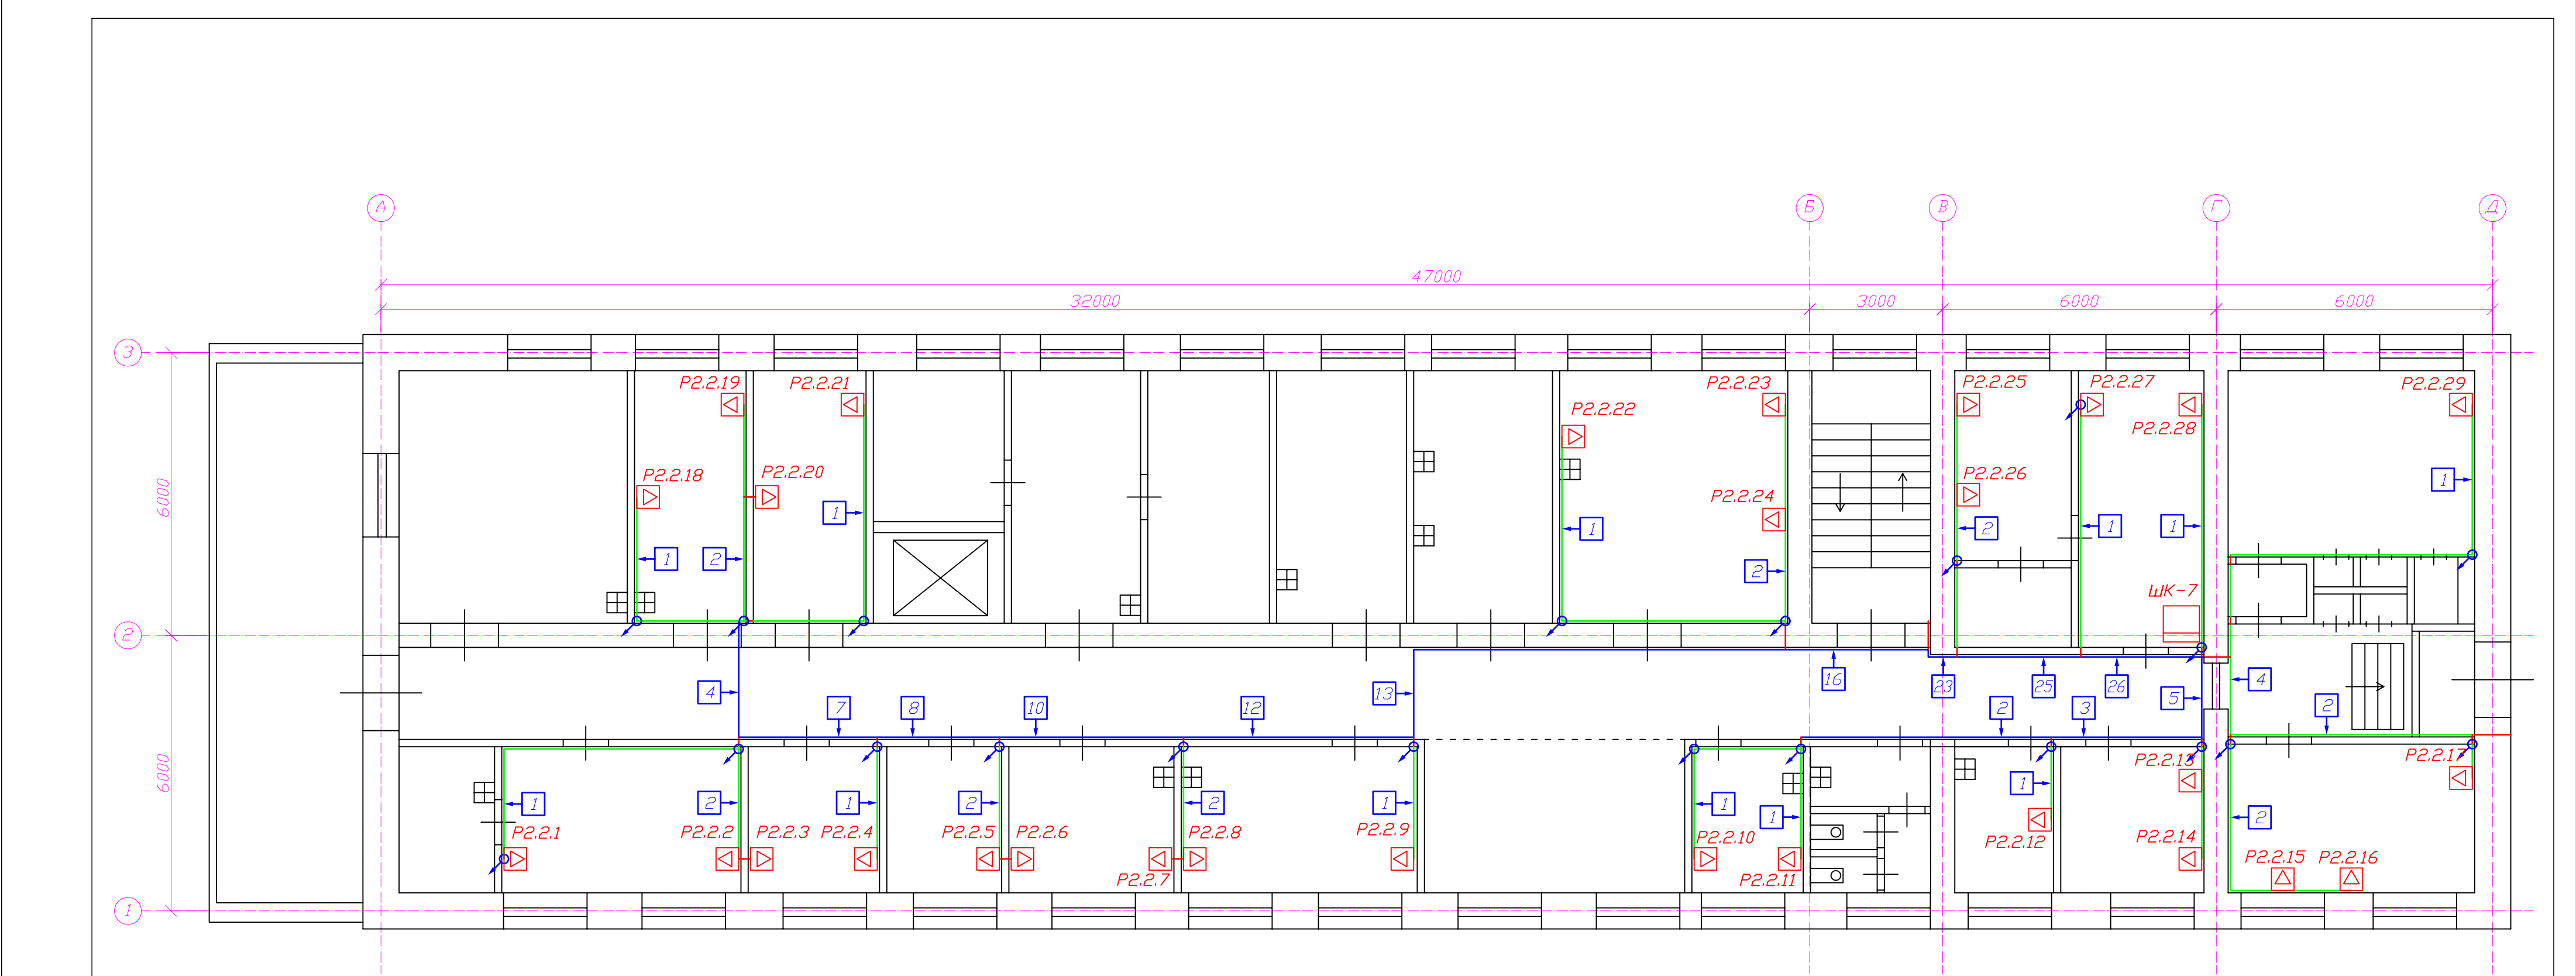 А Б В Г Д
47000
32000 3000 6000 6000
3
Р2.2.19 Р2.2.21 Р2.2.23 Р2.2.25 Р2.2.27 Р2.2.29
Р2.2.22
Р2.2.28
Р2.2.18 Р2.2.20 Р2.2.26
6000 Р2.2.24 1
1 1 2 1 1
1 2 2
ШК-7
2
4 13 16 23 25 26 5 4
7 8 10 12 2 3 2
Р2.2.17
Р2.2.13
6000 1 2 1 2 2 1 1 1 1 2
Р2.2.1 Р2.2.2 Р2.2.3 Р2.2.4 Р2.2.5 Р2.2.6 Р2.2.8 Р2.2.9 Р2.2.10 Р2.2.12 Р2.2.14
Р2.2.15 Р2.2.16
Р2.2.7 Р2.2.11
1